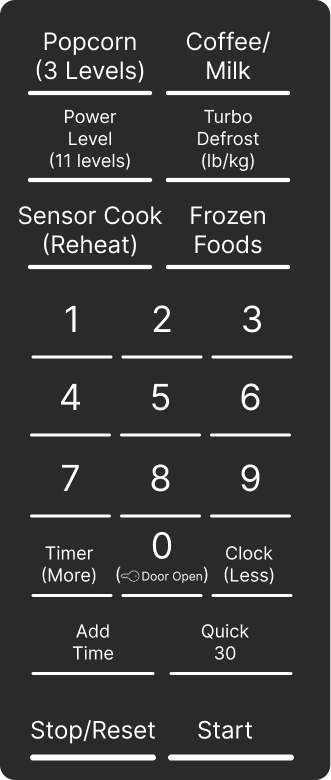 Popcorn
(3 Levels)
Coffee/
Milk
Power
Level
(11 levels)
Turbo
Defrost
(lb/kg)
Sensor Cook
(Reheat)
Frozen
Foods
1 2 3
4 5 6
7 8 9
Timer
(More)
0
(Door Open)
Clock
(Less)
Add
Time
Quick
30
Stop/Reset Start